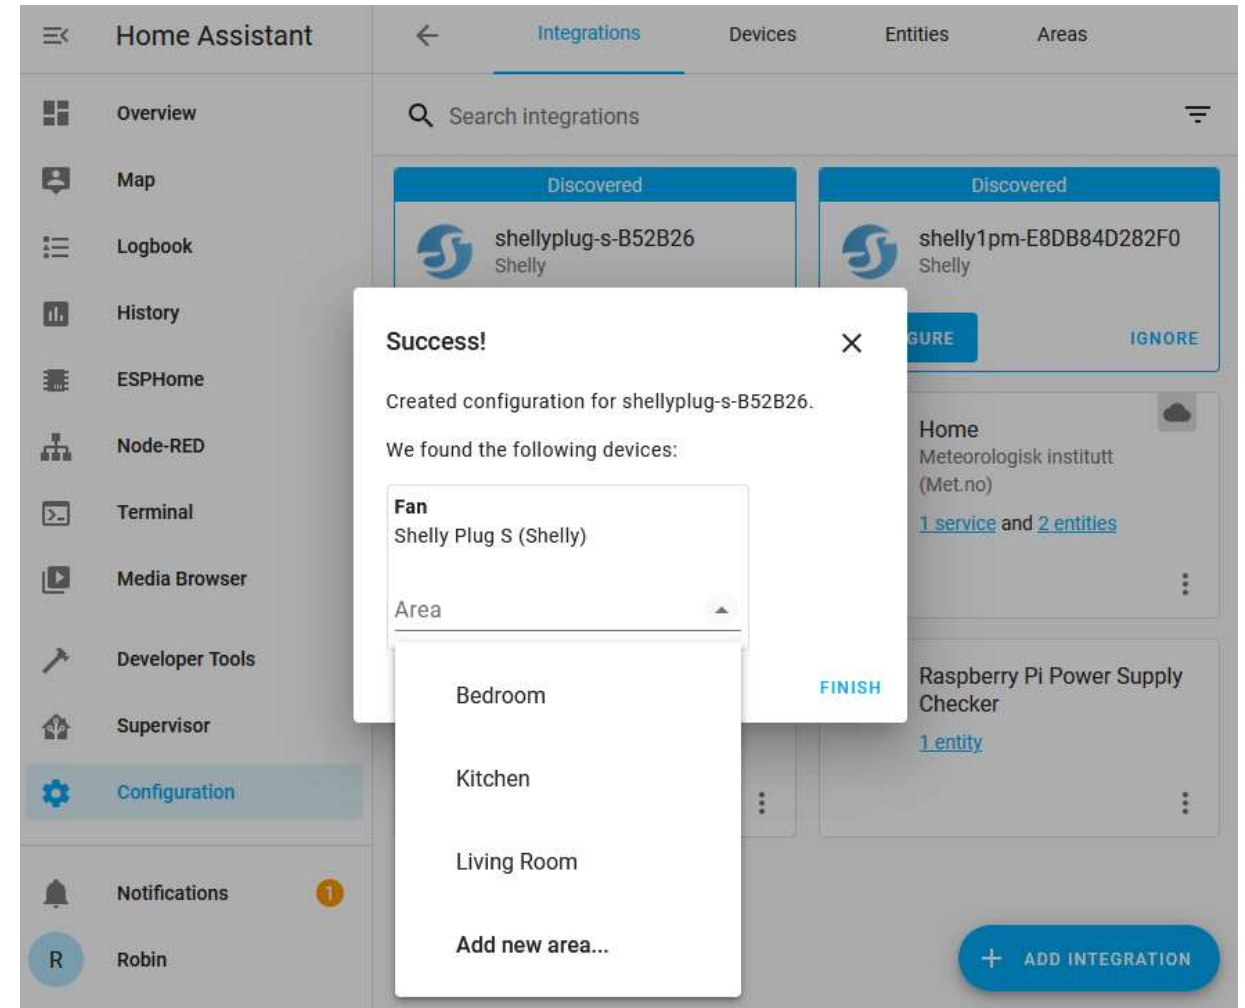 Home Assistant
Overview
Map
Logbook
History
ESPHome
Node-RED
Terminal
Media Browser
Developer Tools
Supervisor
Configuration
Notifications 1
R Robin
Integrations Devices Entities Areas
Search integrations
Discovered
shellyplug-s-B52B26
Shelly
Discovered
shelly1pm-E8DB84D282F0
Shelly
GURE IGNORE
Success!
Created configuration for shellyplug-s-B52B26.
We found the following devices:
Fan
Shelly Plug S (Shelly)
Area
Bedroom
Kitchen
Living Room
Add new area...
FINISH
Home
Meteorologisk institutt
(Met.no)
1 service and 2 entities
Raspberry Pi Power Supply
Checker
1 entity
ADD INTEGRATION